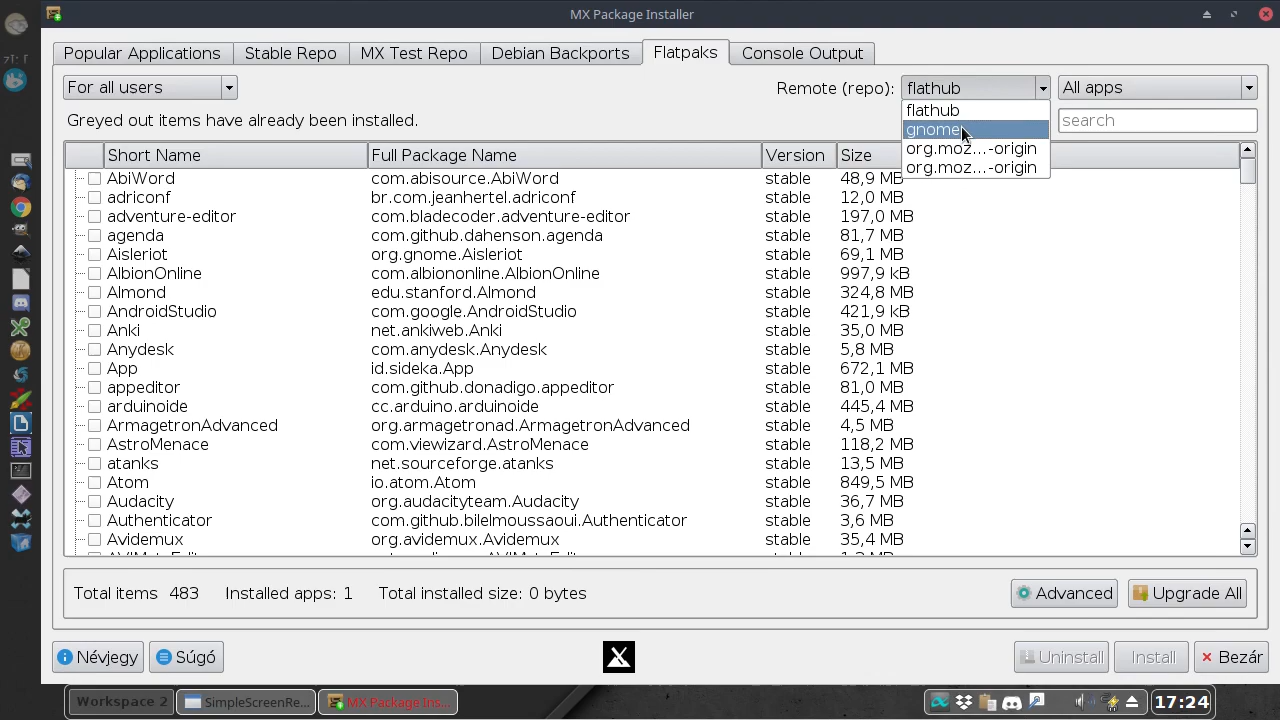 MX Package Installer
Popular Applications Stable Repo MX Test Repo Debian Backports Flatpaks Console Output
For all users Remote (repo): flathub All apps
flathub
Greyed out items have already been installed. search
gnome
org.moz...-origin
org.moz...-origin
Short Name Full Package Name Version Size
AbiWord com.abisource.AbiWord stable 48,9 MB
adriconf br.com.jeanhertel.adriconf stable 12,0 MB
adventure-editor com.bladecoder.adventure-editor stable 197,0 MB
agenda com.github.dahenson.agenda stable 81,7 MB
Aisleriot org.gnome.Aisleriot stable 69,1 MB
AlbionOnline com.albiononline.AlbionOnline stable 997,9 kB
Almond edu.stanford.Almond stable 324,8 MB
AndroidStudio com.google.AndroidStudio stable 421,9 kB
Anki net.ankiweb.Anki stable 35,0 MB
Anydesk com.anydesk.Anydesk stable 5,8 MB
App id.sideka.App stable 672,1 MB
appeditor com.github.donadigo.appeditor stable 81,0 MB
arduinoide cc.arduino.arduinoide stable 445,4 MB
ArmagetronAdvanced org.armagetronad.ArmagetronAdvanced stable 4,5 MB
AstroMenace com.viewizard.AstroMenace stable 118,2 MB
atanks net.sourceforge.atanks stable 13,5 MB
Atom io.atom.Atom stable 849,5 MB
Audacity org.audacityteam.Audacity stable 36,7 MB
Authenticator com.github.bilelmoussaoui.Authenticator stable 3,6 MB
Avidemux org.avidemux.Avidemux stable 35,4 MB
Total items 483 Installed apps: 1 Total installed size: 0 bytes Advanced Upgrade All
Névjegy Súgó Uninstall Install Bezár
Workspace 2 SimpleScreenRe... MX Package Ins... 17:24